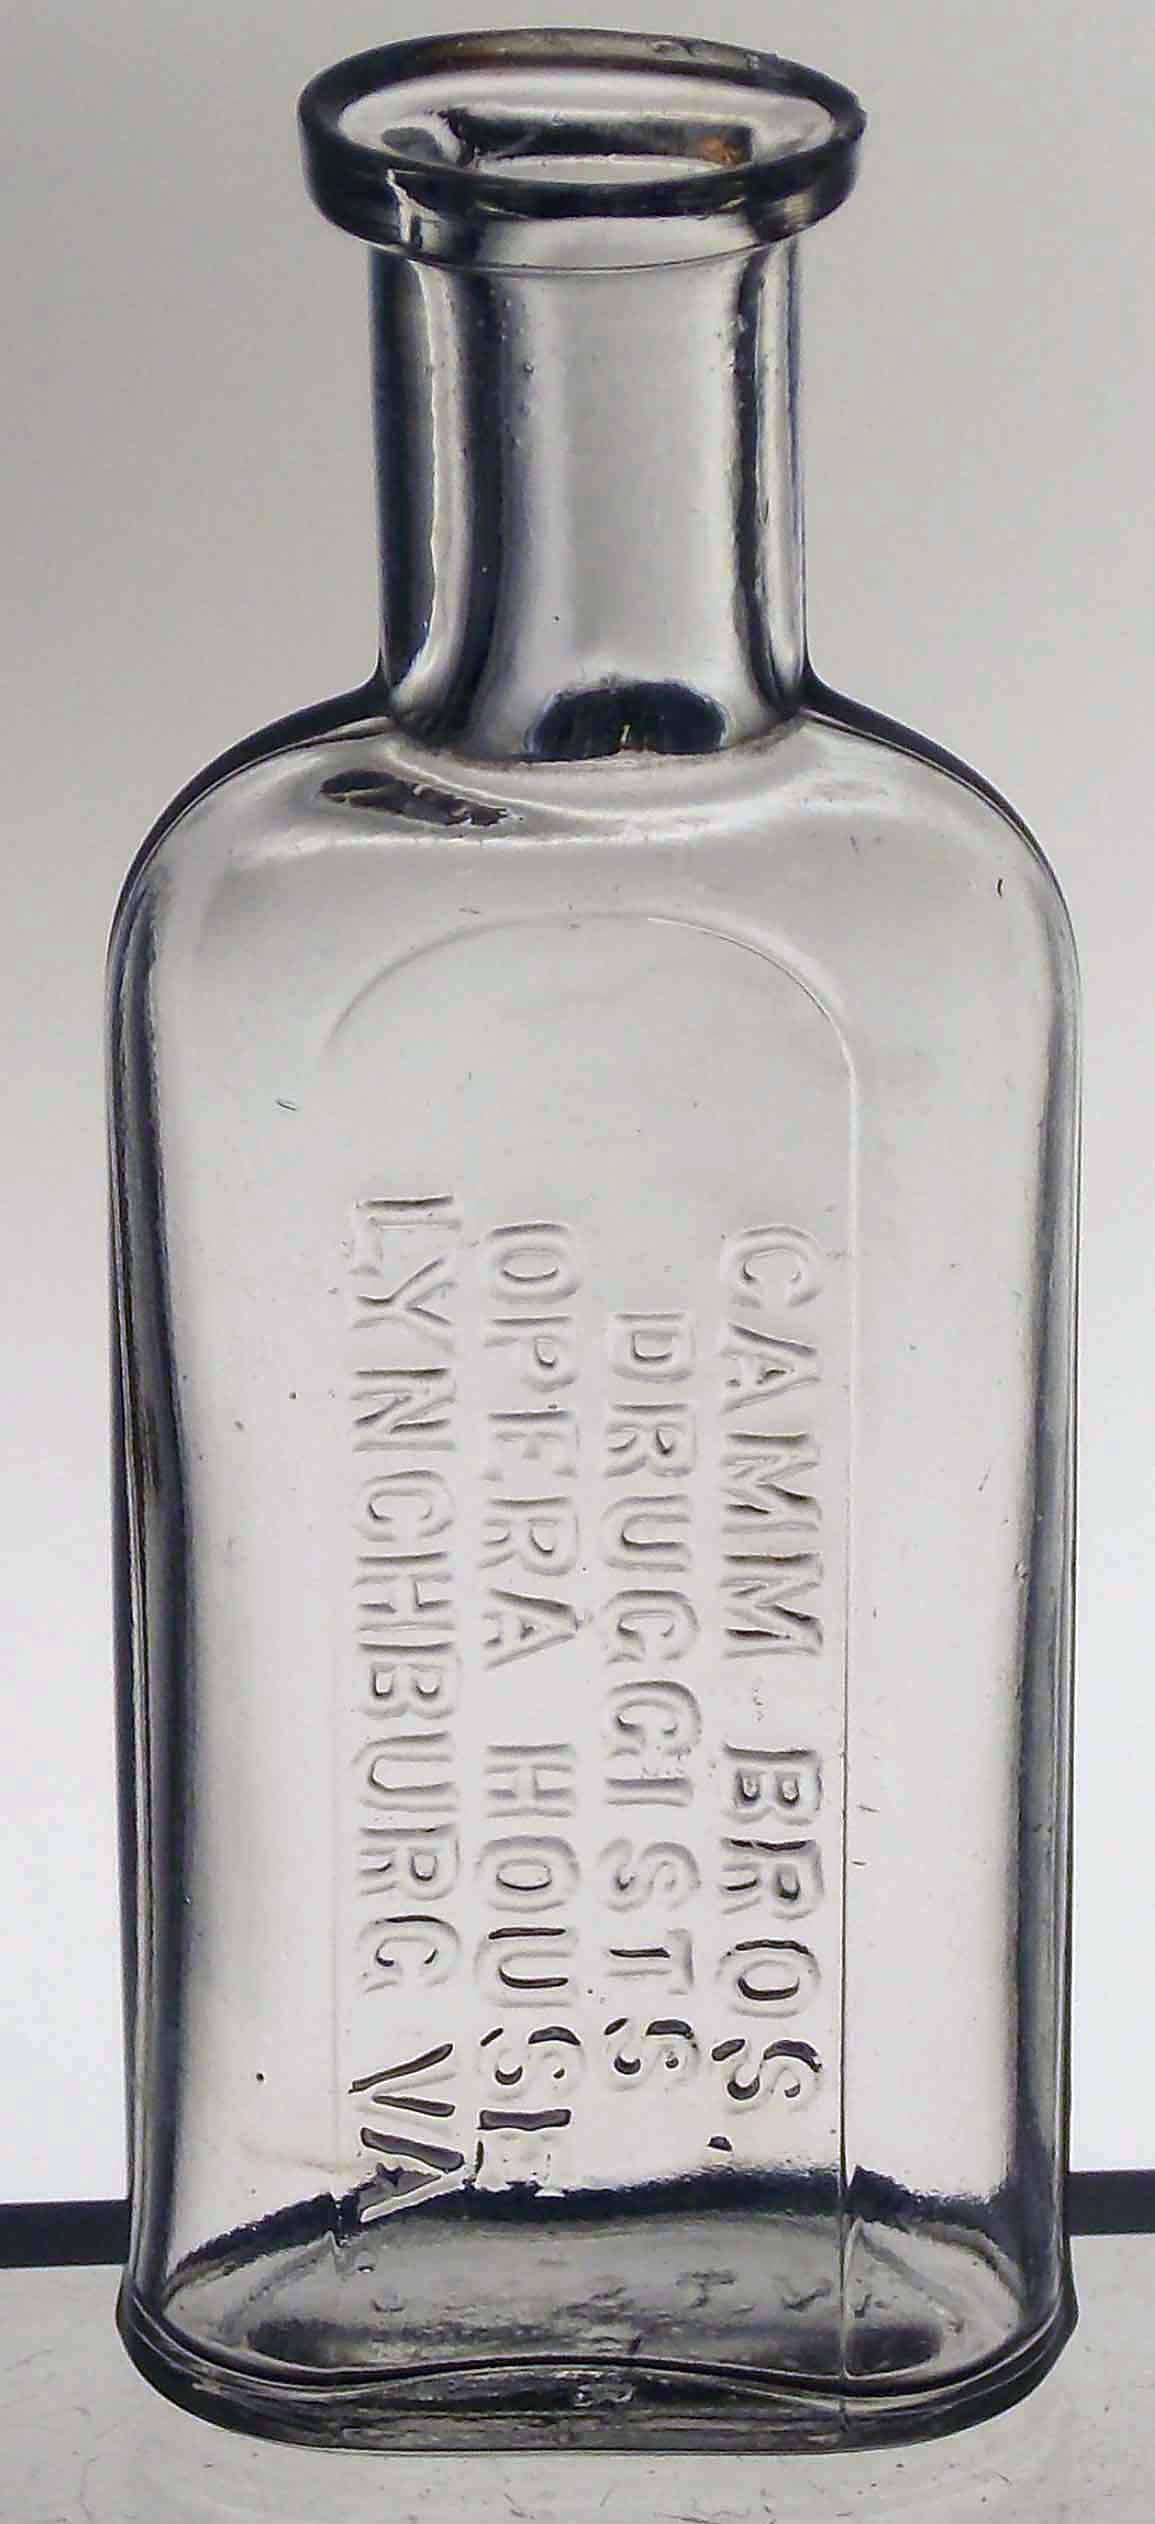 CAMM BROS.
DRUGGISTS
OPERA HOUSE
LYNCHBURG VA